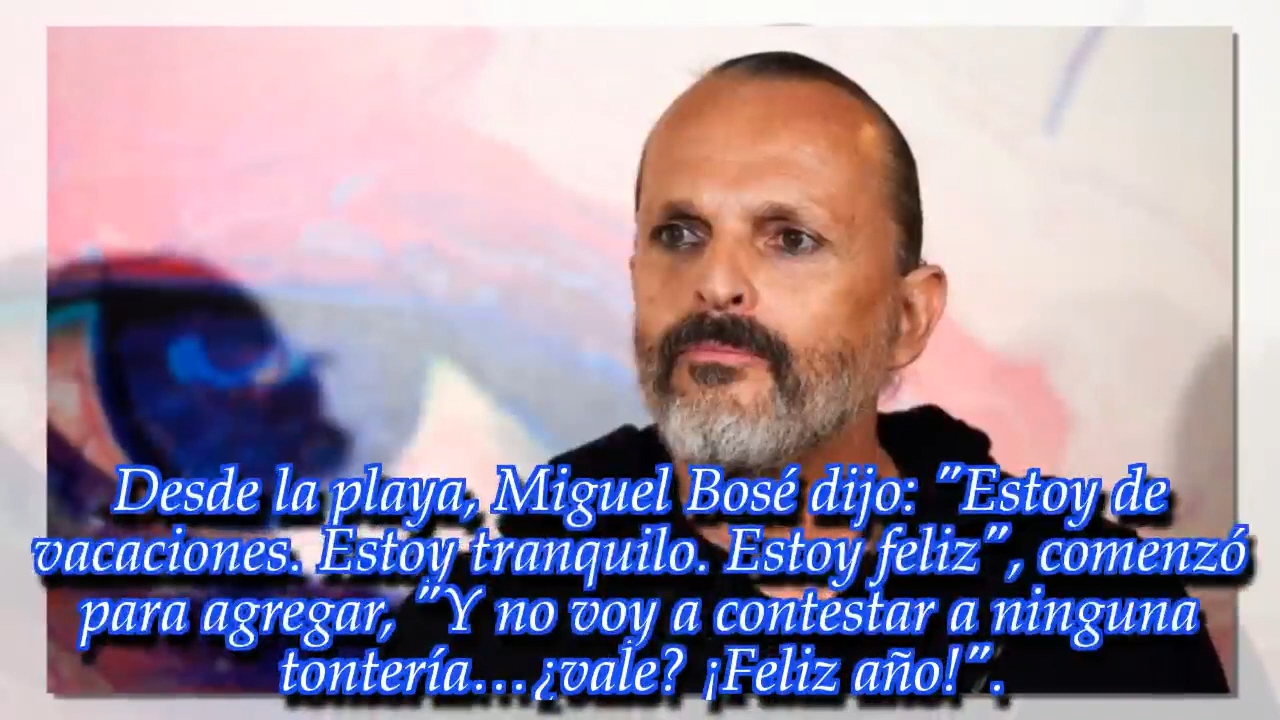 Desde la playa, Miguel Bosé dijo: "Estoy de
vacaciones. Estoy tranquilo. Estoy feliz", comenzó
para agregar, "Y no voy a contestar a ninguna
tontería…¿vale? ¡Feliz año!".